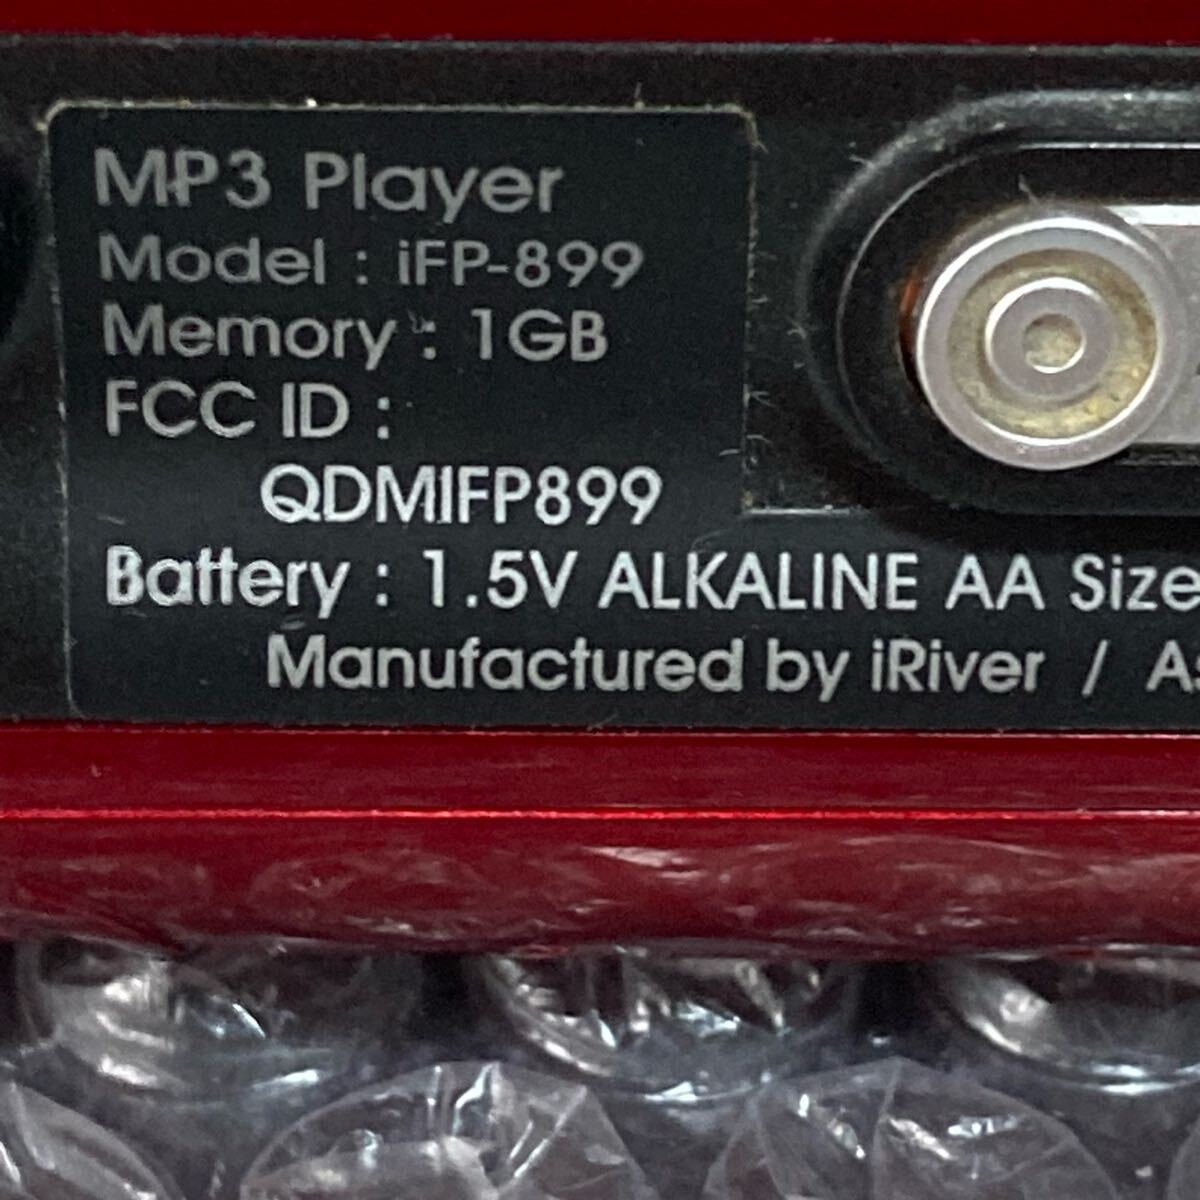 MP3 Player
Model : iFP-899
Memory : 1GB
FCC ID :
QDMIFP899
Battery : 1.5V ALKALINE AA Size
Manufactured by iRiver / As